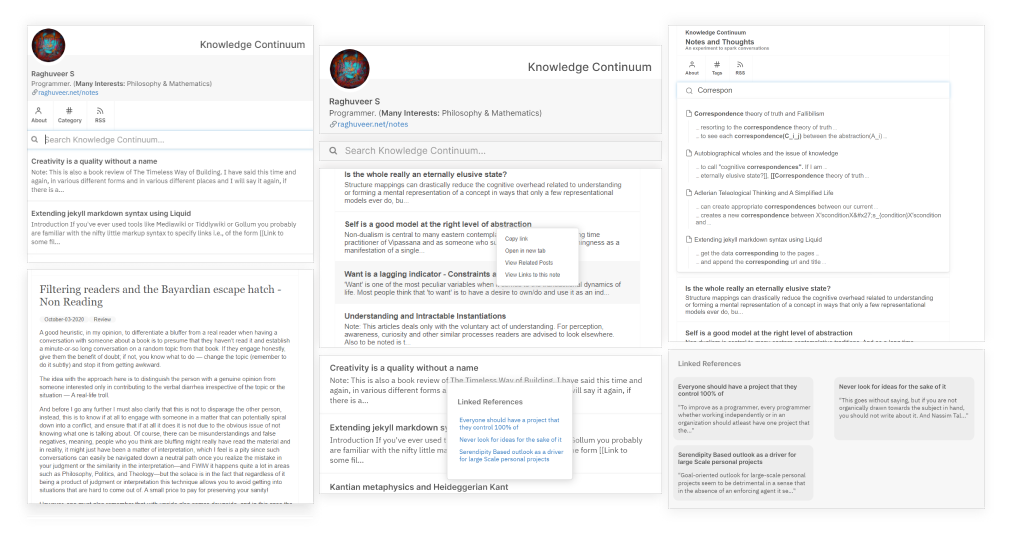 Knowledge Continuum
Raghuveer S
Programmer. (Many Interests: Philosophy & Mathematics)
raghuveer.net/notes
About
Category
RSS
Search Knowledge Continuum...
Creativity is a quality without a name
Note: This is also a book review of The Timeless Way of Building. I have said this time and
again, in various different forms and in various different places and I will say it again, if
there is a...
Extending jekyll markdown syntax using Liquid
Introduction If you've ever used tools like Mediawiki or Tiddlywiki or Gollum you probably
are familiar with the nifty little markup syntax to specify links i.e., of the form [[Link to
some fil...
Filtering readers and the Bayardian escape hatch -
Non Reading
October-03-2020 Review
A good heuristic, in my opinion, to differentiate a bluffer from a real reader when having a
conversation with someone about a book is to presume that they haven't read it and establish
a minute-or-so long conversation on a random topic from that book. If they engage honestly,
give them the benefit of doubt; if not, you know what to do — change the topic (remember to
do it subtly) and stop it from getting awkward.
The idea with the approach here is to distinguish the person with a genuine opinion from
someone interested only in contributing to the verbal diarrhea irrespective of the topic or the
situation — A real-life troll.
And before I go any further I must also clarify that this is not to disparage the other person,
instead, this is to know if at all to engage with someone in a matter that can potentially spiral
down into a conflict, and ensure that if at all it does it is not due to the obvious issue of not
knowing what one is talking about. Of course, there can be misunderstandings and false
negatives, meaning, people who you think are bluffing might really have read the material and
in reality, it might just have been a matter of interpretation, which I feel is a pity since such
conversations can easily be navigated down a neutral path once you realize the mistake in
your judgment or the similarity in the interpretation—and FWIW it happens quite a lot in areas
such as Philosophy, Politics, and Theology—but the solace is in the fact that regardless of it
being a product of judgment or interpretation this technique allows you to avoid getting into
situations that are hard to come out of. A small price to pay for preserving your sanity!
Knowledge Continuum
Raghuveer S
Programmer. (Many Interests: Philosophy & Mathematics)
raghuveer.net/notes
Search Knowledge Continuum...
Is the whole really an eternally elusive state?
Structure mappings can drastically reduce the cognitive overhead related to understanding
or forming a mental representation of a concept in ways that only a few representational
models ever do, bu...
Self is a good model at the right level of abstraction
Non-dualism is central to many eastern contempla ing time
practitioner of Vipassana and as someone who su ingness as a
manifestation of a single...
Copy link
Open in new tab
View Related Posts
View Links to this note
Want is a lagging indicator - Constraints a
'Want' is one of the most peculiar variables when dynamics of
life. Most people think that 'to want' is to have a desire to own/do and use it as an ind...
Understanding and Intractable Instantiations
Note: This articles deals only with the voluntary act of understanding. For perception,
awareness, curiosity and other similar processes readers are advised to look elsewhere.
Also to be noted is t...
Creativity is a quality without a name
Note: This is also a book review of The Timeless Way of Building. I have said this time and
again, in various different forms a will say it again, if
there is a...
Extending jekyll markdown sy
Introduction If you've ever used t Gollum you probably
are familiar with the nifty little ma e form [[Link to
some fil...
Linked References
Everyone should have a project that
they control 100% of
Never look for ideas for the sake of it
Serendipity Based outlook as a driver
for large Scale personal projects
Kantian metaphysics and Heideggerian Kant
Knowledge Continuum
Notes and Thoughts
An experiment to spark conversations
About
Tags
RSS
Correspon
Correspondence theory of truth and Fallibilism
.. resorting to the correspondence theory of truth...
.. to see each correspondence(C_i_j) between the abstraction(A_i) ..
Autobiographical wholes and the issue of knowledge
.. to call "cognitive correspondences". If I am ..
.. eternally elusive state?]]. [[Correspondence theory of truth...
Adlerian Teleological Thinking and A Simplified Life
.. can create appropriate correspondences between our current...
.. creates a new correspondence between X'scondition X&#x27;s_{condition}X'scondition
and ..
Extending jekyll markdown syntax using Liquid
.. get the data corresponding to the pages ..
.. and append the corresponding url and title ..
Is the whole really an eternally elusive state?
Structure mappings can drastically reduce the cognitive overhead related to understanding
or forming a mental representation of a concept in ways that only a few representational
models ever do, bu...
Self is a good model at the right level of abstraction
Linked References
Everyone should have a project that they
control 100% of
"To improve as a programmer, every programmer
whether working independently or in an
organization should atleast have one project that
the..."
Never look for ideas for the sake of it
"This goes without saying, but if you are not
organically drawn towards the subject in hand,
you should not write about it. And Nassim Tal..."
Serendipity Based outlook as a driver for
large Scale personal projects
"Goal-oriented outlook for large-scale personal
projects seem to be detrimental in a sense that
in the absence of an enforcing agent it se..."